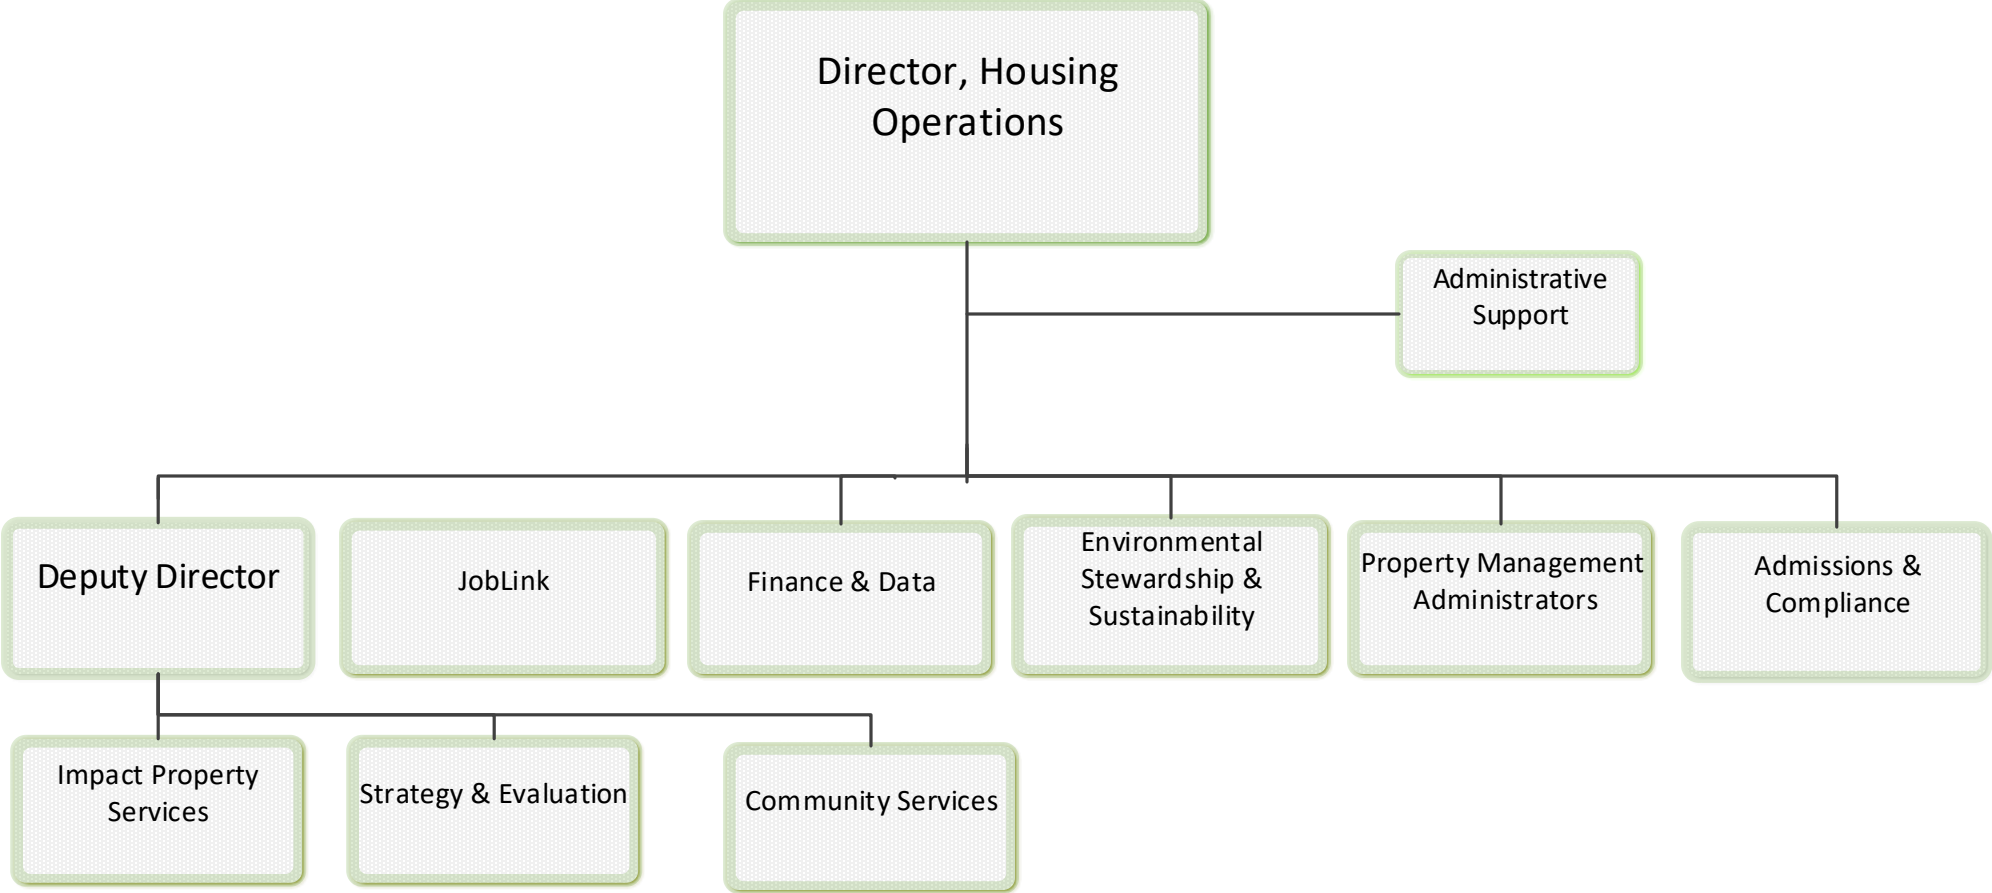 Director, Housing
Operations
Administrative
Support
Deputy Director
JobLink
Finance & Data
Environmental
Stewardship &
Sustainability
Property Management
Administrators
Admissions &
Compliance
Impact Property
Services
Strategy & Evaluation
Community Services